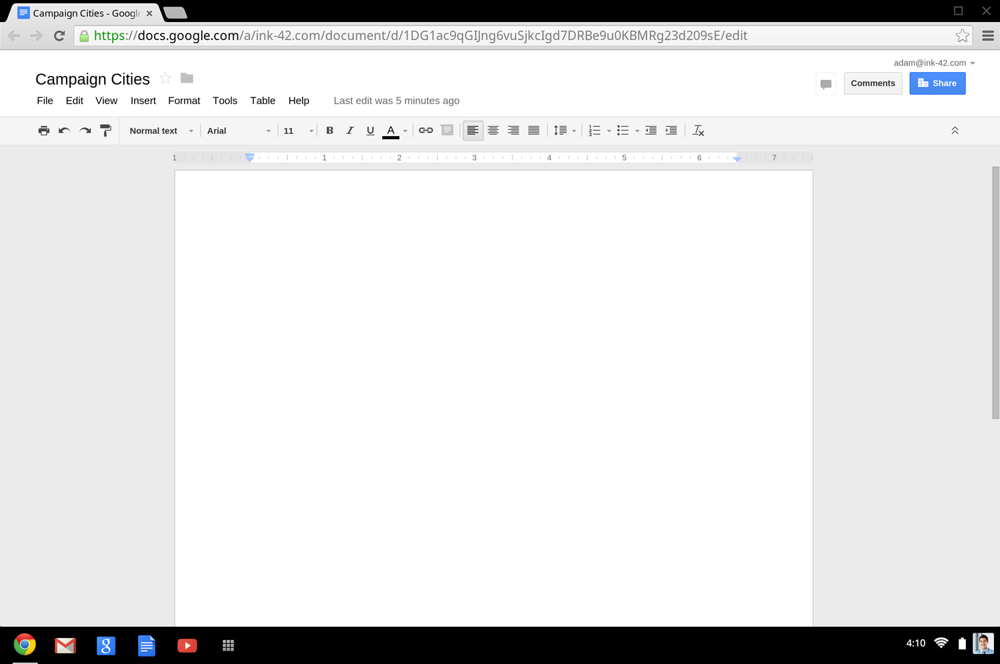 Campaign Cities - Googl
https://docs.google.com/a/ink-42.com/document/d/1DG1ac9qGIJng6vuSjkcIgd7DRBe9u0KBMRg23d209sE/edit
adam@ink-42.com
Campaign Cities
Comments
Share
File Edit View Insert Format Tools Table Help Last edit was 5 minutes ago
Normal text Arial 11 B I U A
1 1 2 3 4 5 6 7
g
4:10